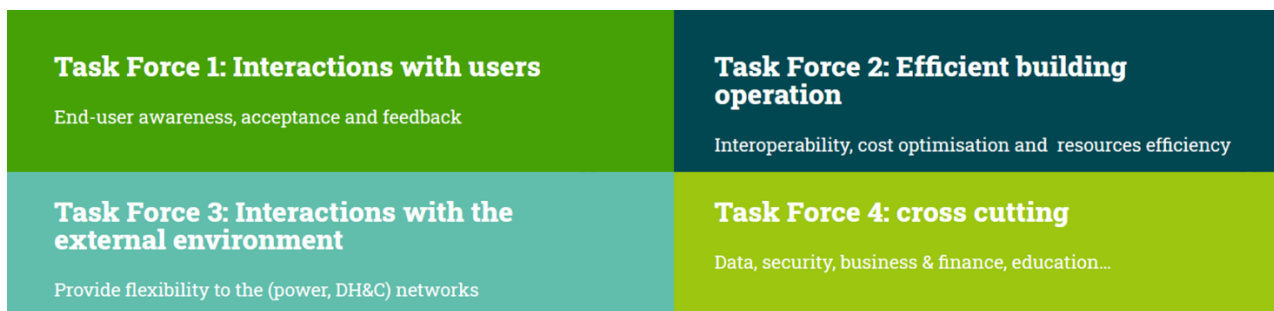 Task Force 1: Interactions with users
End-user awareness, acceptance and feedback
Task Force 2: Efficient building
operation
Interoperability, cost optimisation and  resources efficiency
Task Force 3: Interactions with the
external environment
Provide flexibility to the (power, DH&C) networks
Task Force 4: cross cutting
Data, security, business & finance, education...